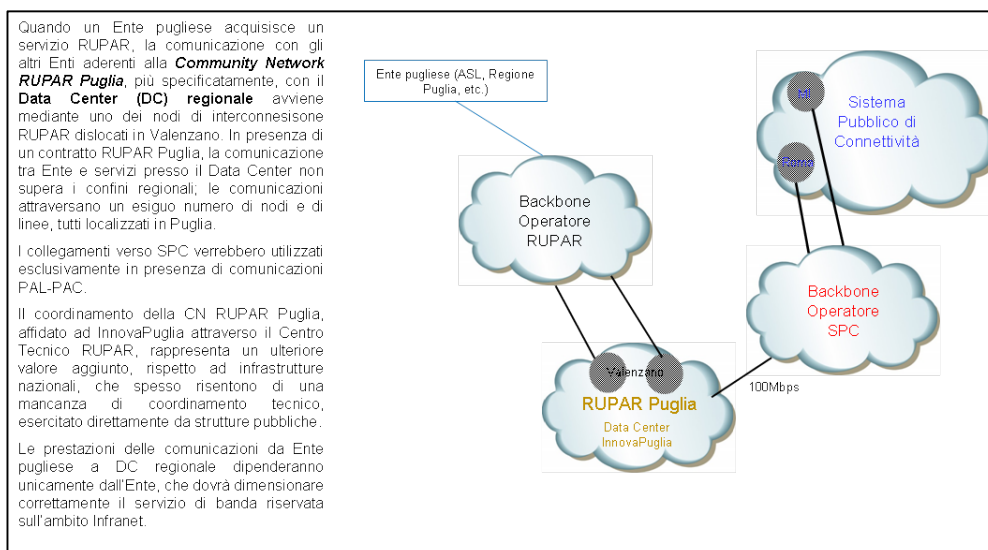 Quando un Ente pugliese acquisisce un
servizio RUPAR, la comunicazione con gli
altri Enti aderenti alla Community Network
RUPAR Puglia, più specificatamente, con il
Data Center (DC) regionale avviene
mediante uno dei nodi di interconnesisone
RUPAR dislocati in Valenzano. In presenza di
un contratto RUPAR Puglia, la comunicazione
tra Ente e servizi presso il Data Center non
supera i confini regionali; le comunicazioni
attraversano un esiguo numero di nodi e di
linee, tutti localizzati in Puglia.
I collegamenti verso SPC verrebbero utilizzati
esclusivamente in presenza di comunicazioni
PAL-PAC.
Il coordinamento della CN RUPAR Puglia,
affidato ad InnovaPuglia attraverso il Centro
Tecnico RUPAR, rappresenta un ulteriore
valore aggiunto, rispetto ad infrastrutture
nazionali, che spesso risentono di una
mancanza di coordinamento tecnico,
esercitato direttamente da strutture pubbliche.
Le prestazioni delle comunicazioni da Ente
pugliese a DC regionale dipenderanno
unicamente dall'Ente, che dovrà dimensionare
correttamente il servizio di banda riservata
sull'ambito Infranet.
Ente pugliese (ASL, Regione
Puglia, etc.)
Backbone
Operatore
RUPAR
MI
Roma
Sistema
Pubblico di
Connettività
Backbone
Operatore
SPC
100Mbps
Valenzano
RUPAR Puglia
Data Center
InnovaPuglia